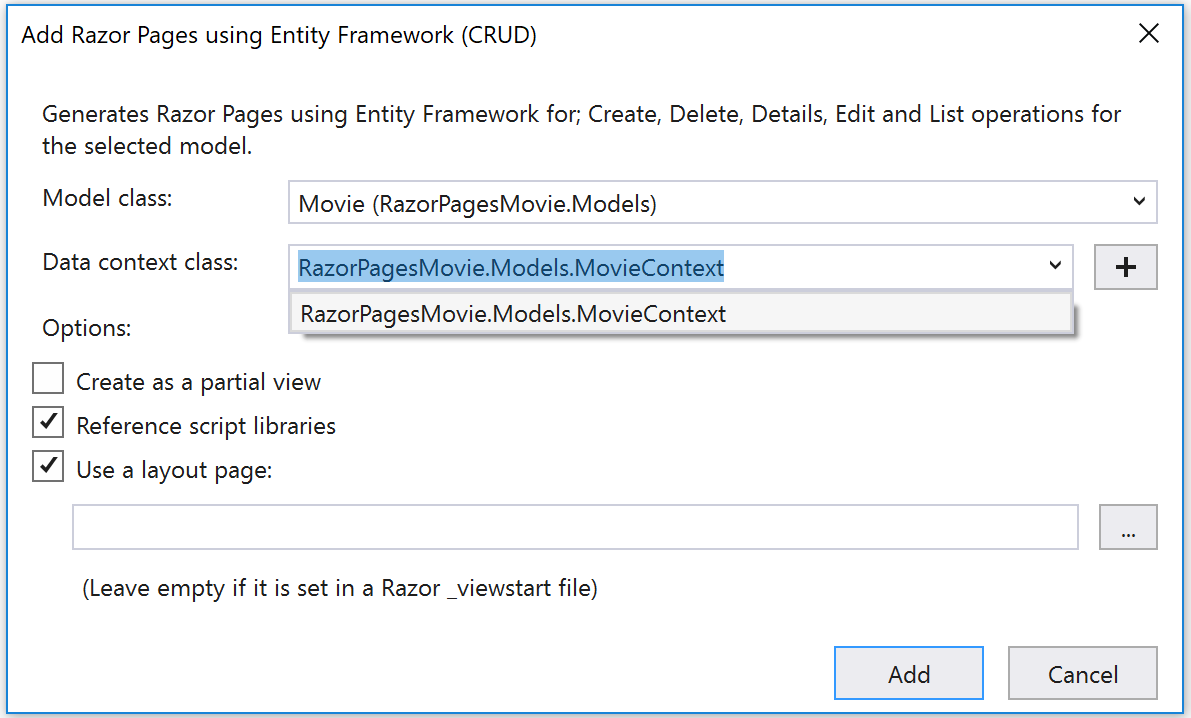 Add Razor Pages using Entity Framework (CRUD)
Generates Razor Pages using Entity Framework for; Create, Delete, Details, Edit and List operations for
the selected model.
Model class:
Movie (RazorPagesMovie.Models)
Data context class:
RazorPagesMovie.Models.MovieContext
RazorPagesMovie.Models.MovieContext
Options:
Create as a partial view
Reference script libraries
Use a layout page:
...
(Leave empty if it is set in a Razor _viewstart file)
Add
Cancel